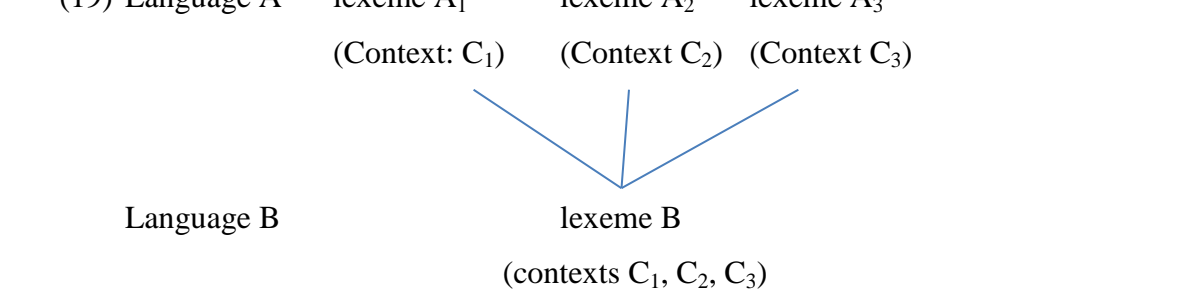 (19) Language A lexeme A₁ lexeme A₂ lexeme A₃
(Context: C₁) (Context C₂) (Context C₃)
Language B lexeme B
(contexts C₁, C₂, C₃)